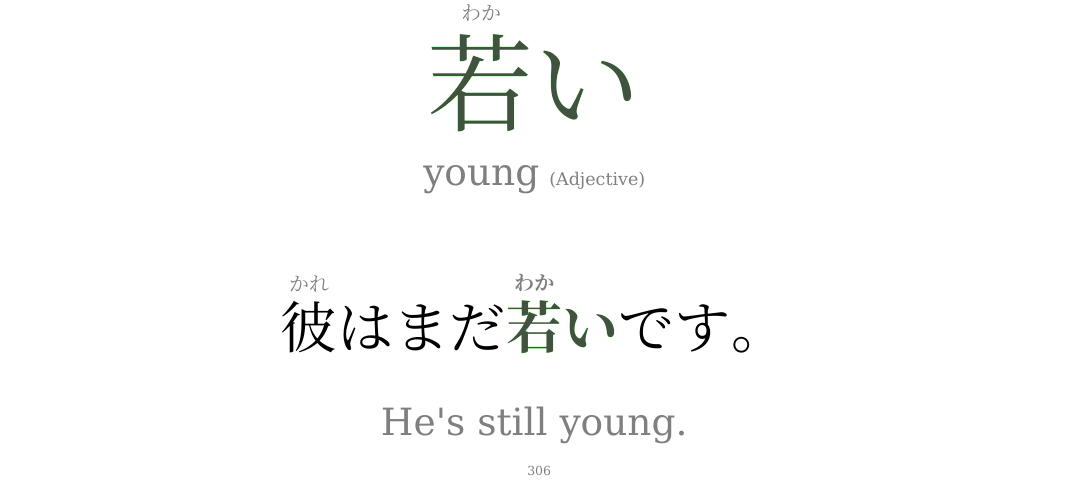 わか
若い
young (Adjective)
かれ わか
彼はまだ若いです。
He's still young.
306